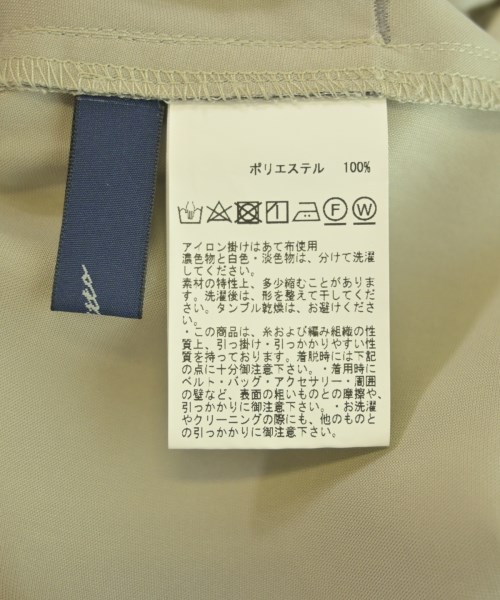 ポリエステル 100%
F W
アイロン掛けはあて布使用
濃色物と白色・淡色物は、分けて洗濯
してください。
素材の特性上、多少縮むことがありま
す。洗濯後は、形を整えて干してくだ
さい。タンブル乾燥は、お避けくださ
い。
・この商品は、糸および編み組織の性
質上、引っ掛け・引っかかりやすい性
質を持っております。着脱時には下記
の点に十分御注意下さい。・着用時に
ベルト・バッグ・アクセサリー・周囲
の壁など、表面の粗いものとの摩擦や、
引っかかりに御注意下さい。・お洗濯
やクリーニングの際にも、他のものと
の引っかかりに御注意下さい。